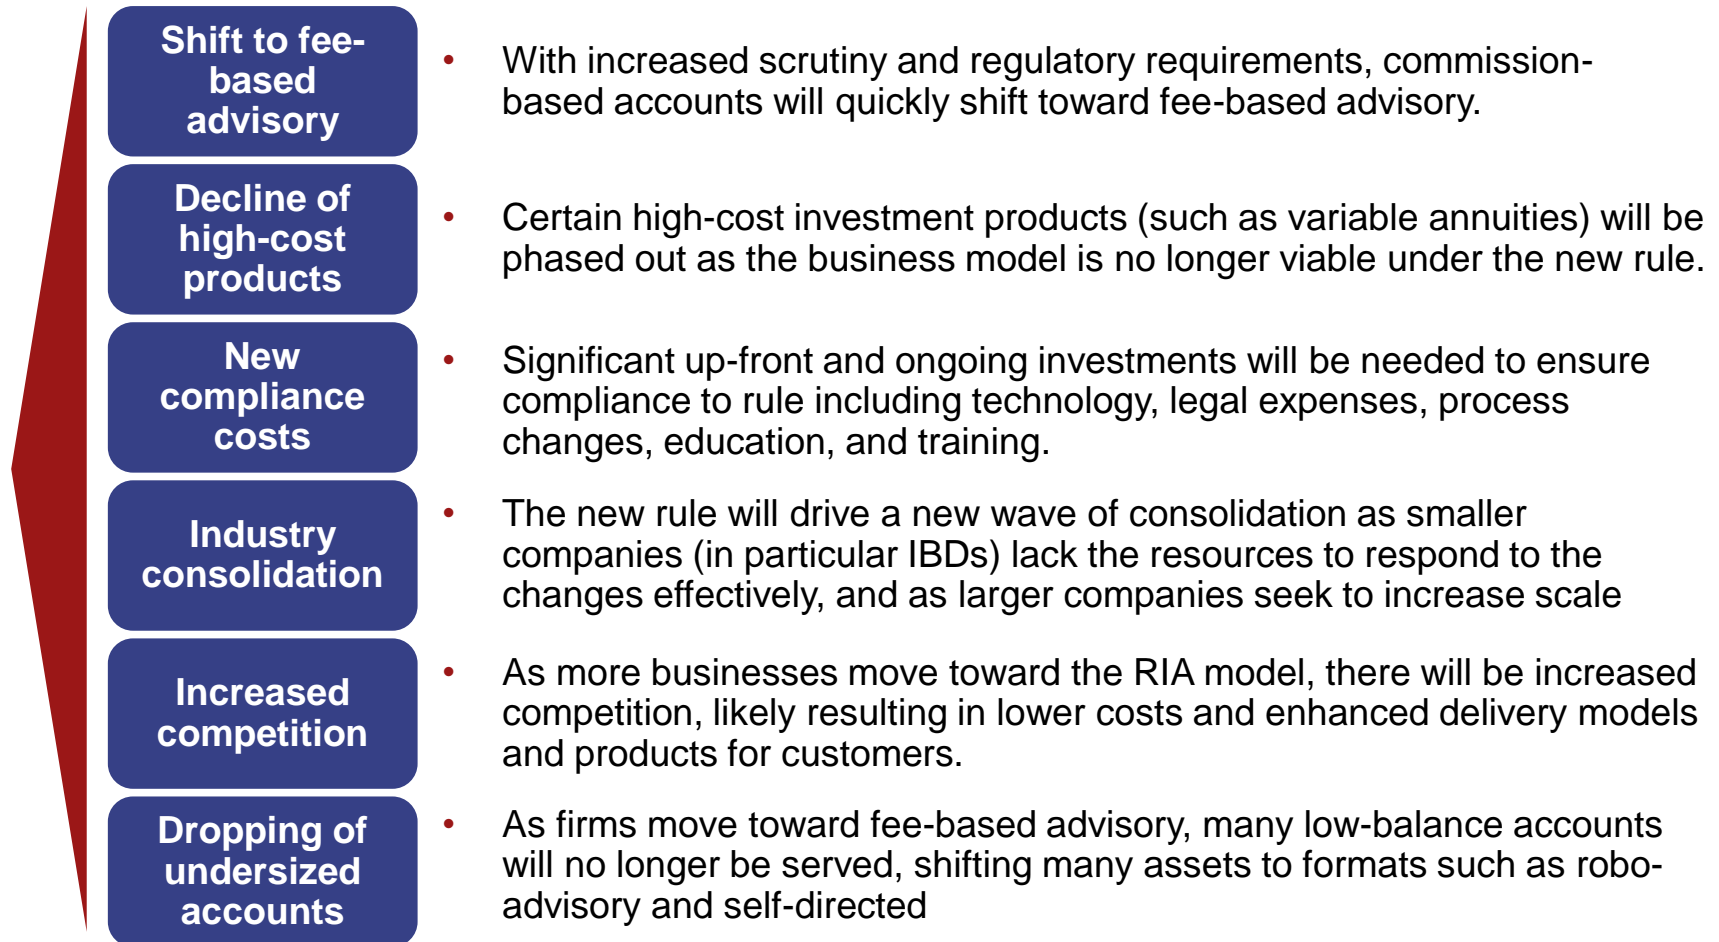 Shift to fee-
based
advisory
• With increased scrutiny and regulatory requirements, commission-
based accounts will quickly shift toward fee-based advisory.
Decline of
high-cost
products
• Certain high-cost investment products (such as variable annuities) will be
phased out as the business model is no longer viable under the new rule.
New
compliance
costs
• Significant up-front and ongoing investments will be needed to ensure
compliance to rule including technology, legal expenses, process
changes, education, and training.
Industry
consolidation
• The new rule will drive a new wave of consolidation as smaller
companies (in particular IBDs) lack the resources to respond to the
changes effectively, and as larger companies seek to increase scale
Increased
competition
• As more businesses move toward the RIA model, there will be increased
competition, likely resulting in lower costs and enhanced delivery models
and products for customers.
Dropping of
undersized
accounts
• As firms move toward fee-based advisory, many low-balance accounts
will no longer be served, shifting many assets to formats such as robo-
advisory and self-directed